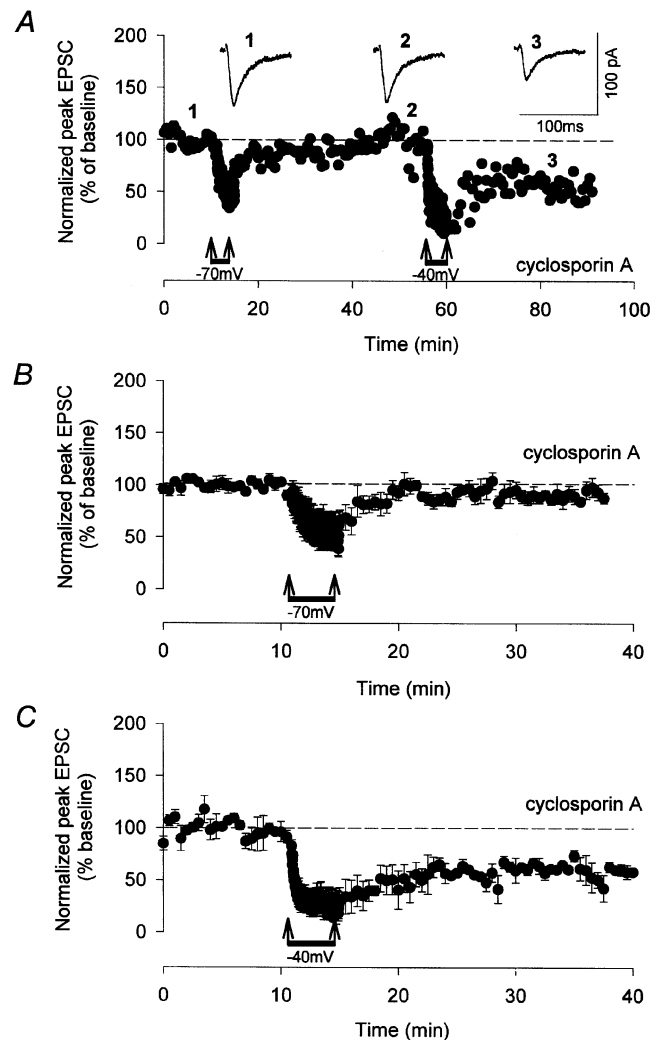 A
Normalized peak EPSC
(% of baseline)
200
150
100
50
0
1
2
3
1
2
3
100 pA
100ms
-70mV
-40mV
cyclosporin A
0
20
40
60
80
100
Time (min)
B
Normalized peak EPSC
(% of baseline)
200
150
100
50
0
cyclosporin A
-70mV
0
10
20
30
40
Time (min)
C
Normalized peak EPSC
(% baseline)
200
150
100
50
0
cyclosporin A
-40mV
0
10
20
30
40
Time (min)